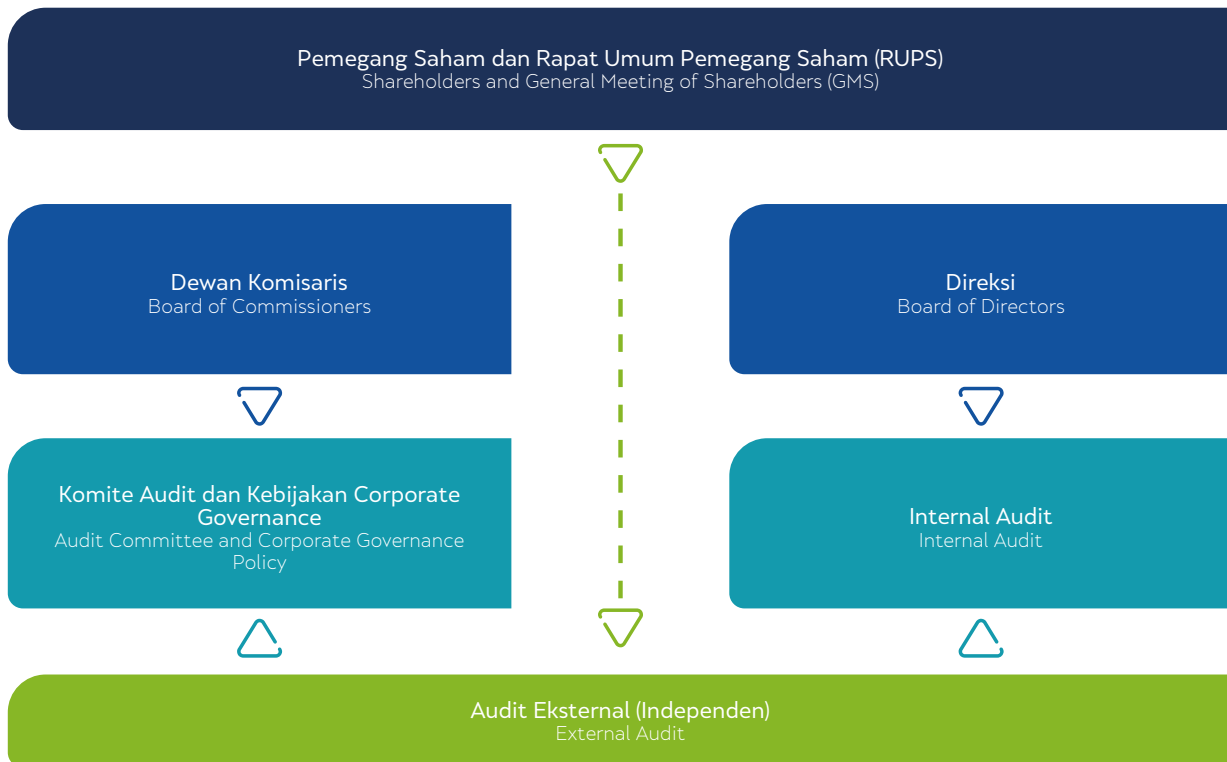 Pemegang Saham dan Rapat Umum Pemegang Saham (RUPS)
Shareholders and General Meeting of Shareholders (GMS)
Dewan Komisaris
Board of Commissioners
Direksi
Board of Directors
Komite Audit dan Kebijakan Corporate
Governance
Audit Committee and Corporate Governance
Policy
Internal Audit
Internal Audit
Audit Eksternal (Independen)
External Audit